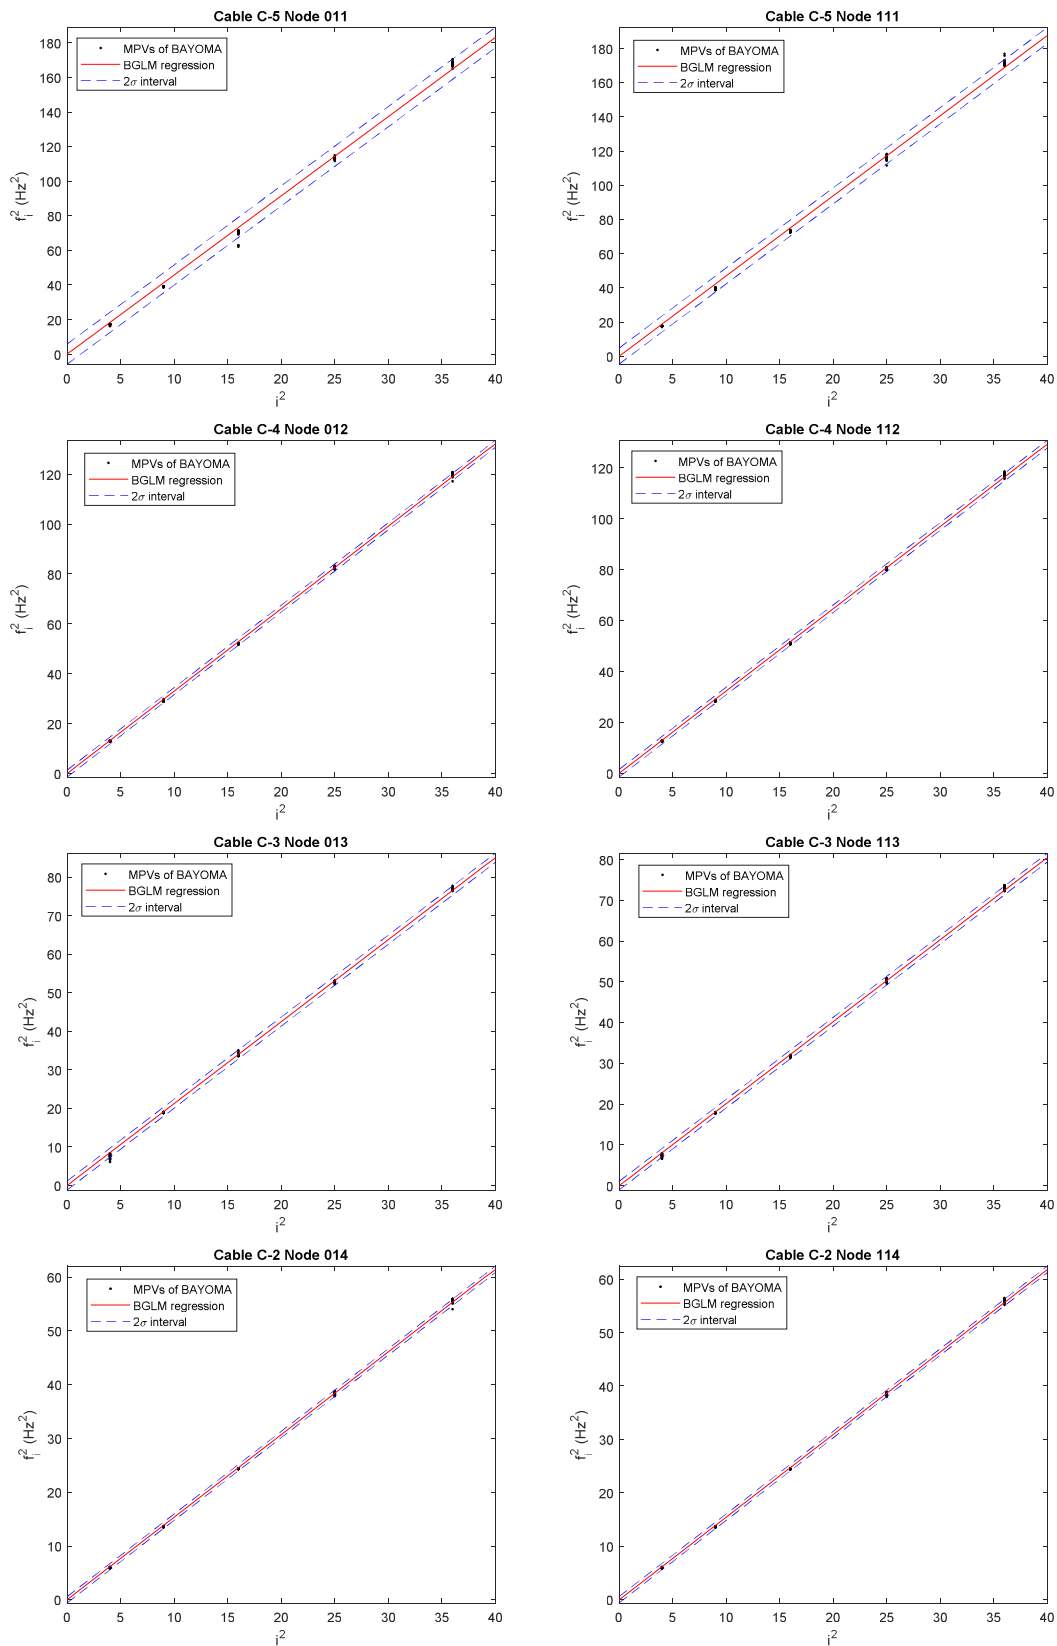 Cable C-5 Node 011
MPVs of BAYOMA
BGLM regression
2σ interval
f_i^2 (Hz^2)
180
160
140
120
100
80
60
40
20
0
0 5 10 15 20 25 30 35 40
i^2
Cable C-5 Node 111
MPVs of BAYOMA
BGLM regression
2σ interval
f_i^2 (Hz^2)
180
160
140
120
100
80
60
40
20
0
0 5 10 15 20 25 30 35 40
i^2
Cable C-4 Node 012
MPVs of BAYOMA
BGLM regression
2σ interval
f_i^2 (Hz^2)
120
100
80
60
40
20
0
0 5 10 15 20 25 30 35 40
i^2
Cable C-4 Node 112
MPVs of BAYOMA
BGLM regression
2σ interval
f_i^2 (Hz^2)
120
100
80
60
40
20
0
0 5 10 15 20 25 30 35 40
i^2
Cable C-3 Node 013
MPVs of BAYOMA
BGLM regression
2σ interval
f_i^2 (Hz^2)
80
70
60
50
40
30
20
10
0
0 5 10 15 20 25 30 35 40
i^2
Cable C-3 Node 113
MPVs of BAYOMA
BGLM regression
2σ interval
f_i^2 (Hz^2)
80
70
60
50
40
30
20
10
0
0 5 10 15 20 25 30 35 40
i^2
Cable C-2 Node 014
MPVs of BAYOMA
BGLM regression
2σ interval
f_i^2 (Hz^2)
60
50
40
30
20
10
0
0 5 10 15 20 25 30 35 40
i^2
Cable C-2 Node 114
MPVs of BAYOMA
BGLM regression
2σ interval
f_i^2 (Hz^2)
60
50
40
30
20
10
0
0 5 10 15 20 25 30 35 40
i^2